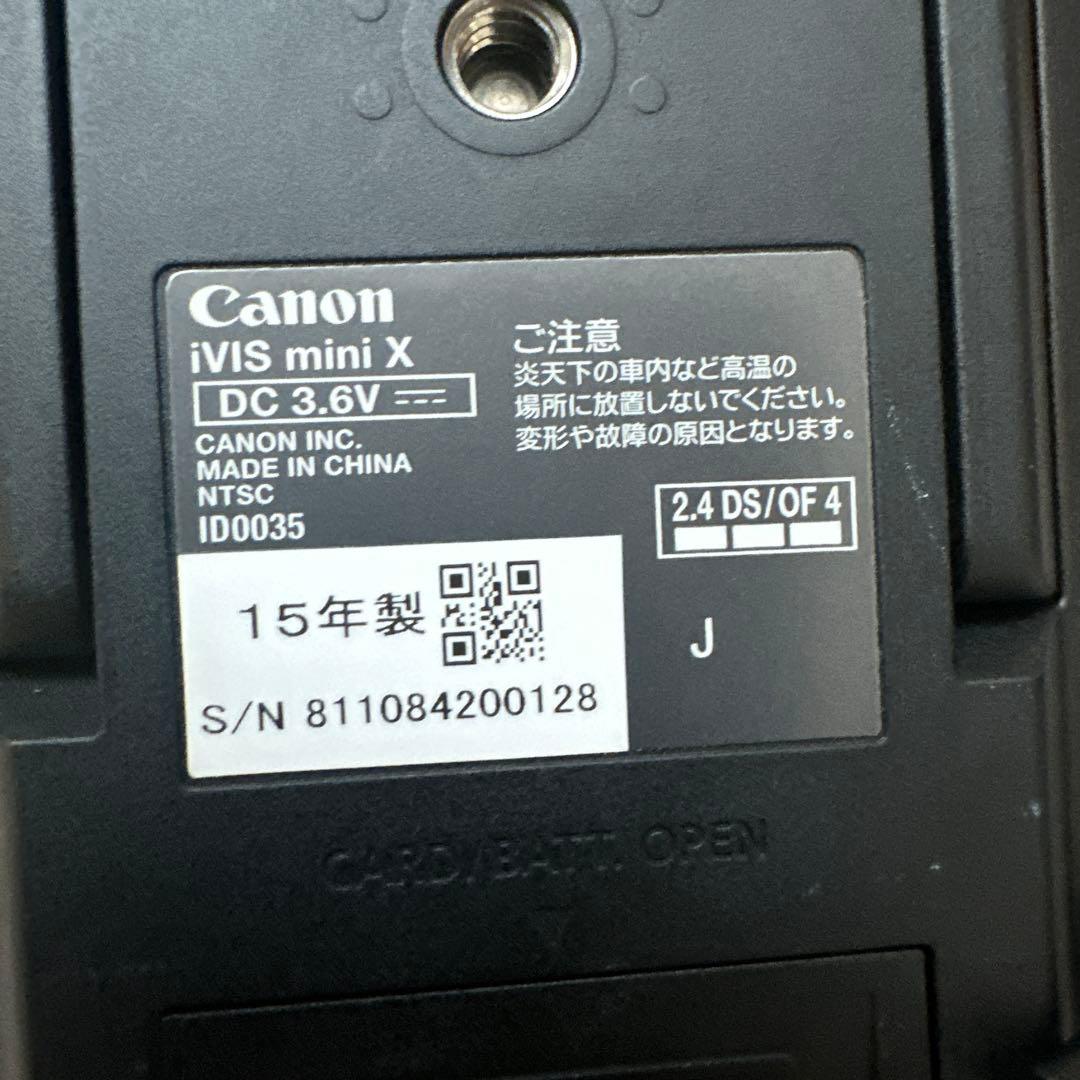 Canon
iVIS mini X
DC 3.6V
CANON INC.
MADE IN CHINA
NTSC
ID0035
ご注意
炎天下の車内など高温の
場所に放置しないでください。
変形や故障の原因となります。
2.4 DS/OF 4
J
15年製
S/N 811084200128
CARD/BATT. OPEN